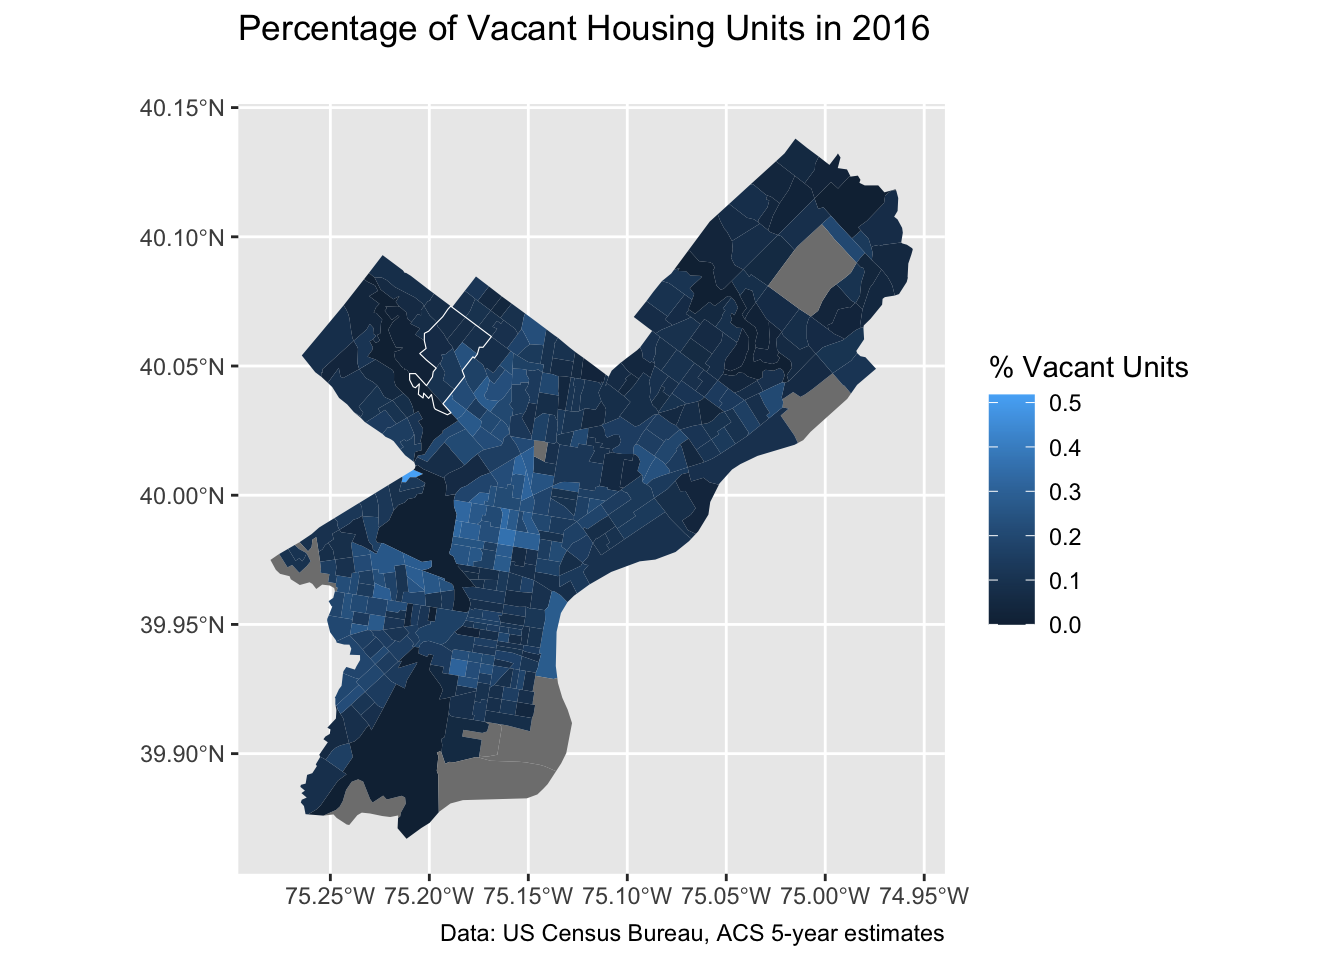 Percentage of Vacant Housing Units in 2016
40.15°N
40.10°N
40.05°N
40.00°N
39.95°N
39.90°N
75.25°W 75.20°W 75.15°W 75.10°W 75.05°W 75.00°W 74.95°W
% Vacant Units
0.5
0.4
0.3
0.2
0.1
0.0
Data: US Census Bureau, ACS 5-year estimates